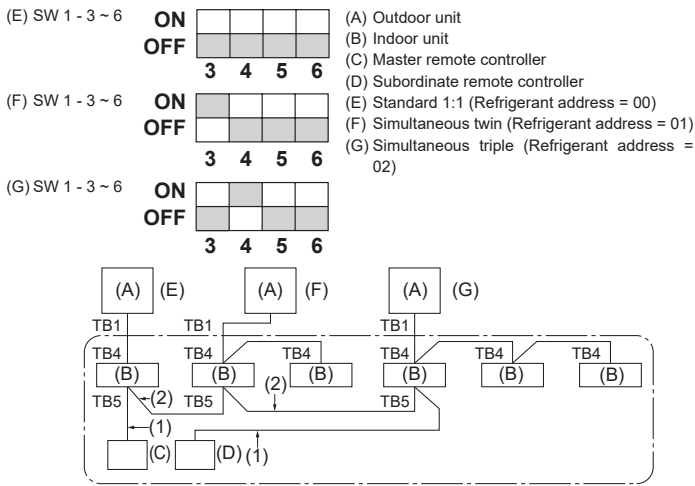 (E) SW 1 - 3 ~ 6
ON
OFF
3 4 5 6
(F) SW 1 - 3 ~ 6
ON
OFF
3 4 5 6
(G) SW 1 - 3 ~ 6
ON
OFF
3 4 5 6
(A) Outdoor unit
(B) Indoor unit
(C) Master remote controller
(D) Subordinate remote controller
(E) Standard 1:1 (Refrigerant address = 00)
(F) Simultaneous twin (Refrigerant address = 01)
(G) Simultaneous triple (Refrigerant address =
02)
(A) (E) (A) (F) (A) (G)
TB1 TB1 TB1
TB4 TB4 TB4 TB4 TB4 TB4
(B) (B) (B) (B) (B) (B)
TB5 (2) TB5 (2) TB5
(1)
(C) (D) (1)